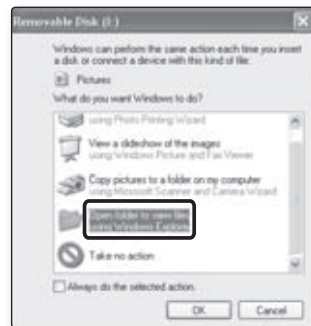 Removable Disk (I:)
Windows can perform the same action each time you insert
a disk or connect a device with this kind of file:
Pictures
What do you want Windows to do?
using Photo Printing Wizard
View a slideshow of the images
using Windows Picture and Fax Viewer
Copy pictures to a folder on my computer
using Microsoft Scanner and Camera Wizard
Open folder to view files
using Windows Explorer
Take no action
Always do the selected action.
OK
Cancel